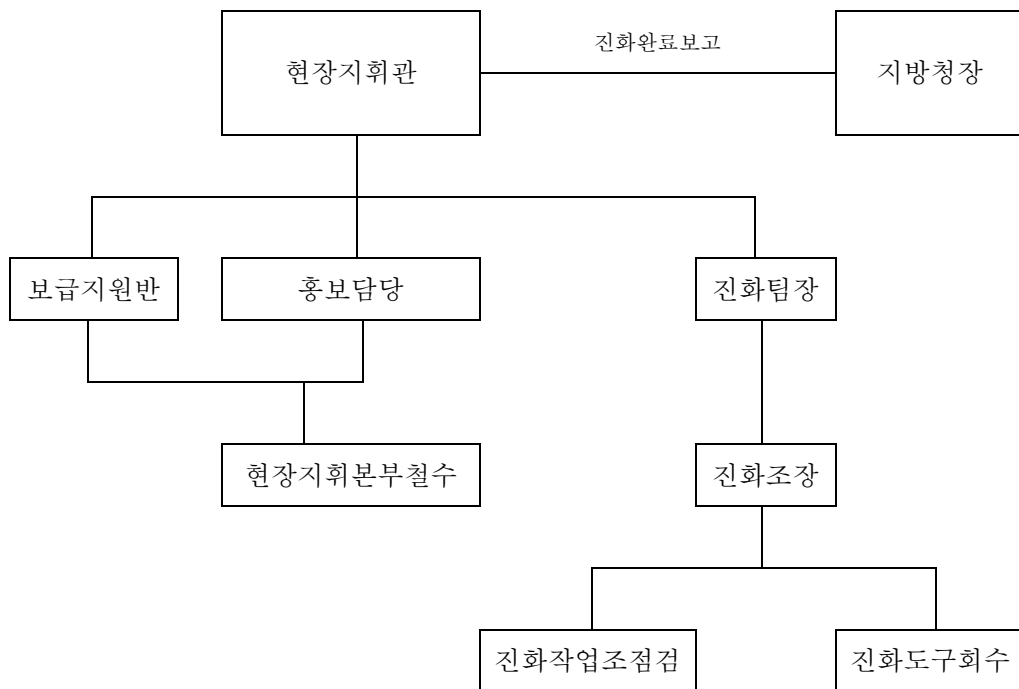 진화완료보고
현장지휘관
지방청장
보급지원반
홍보담당
진화팀장
현장지휘본부철수
진화조장
진화작업조점검
진화도구회수